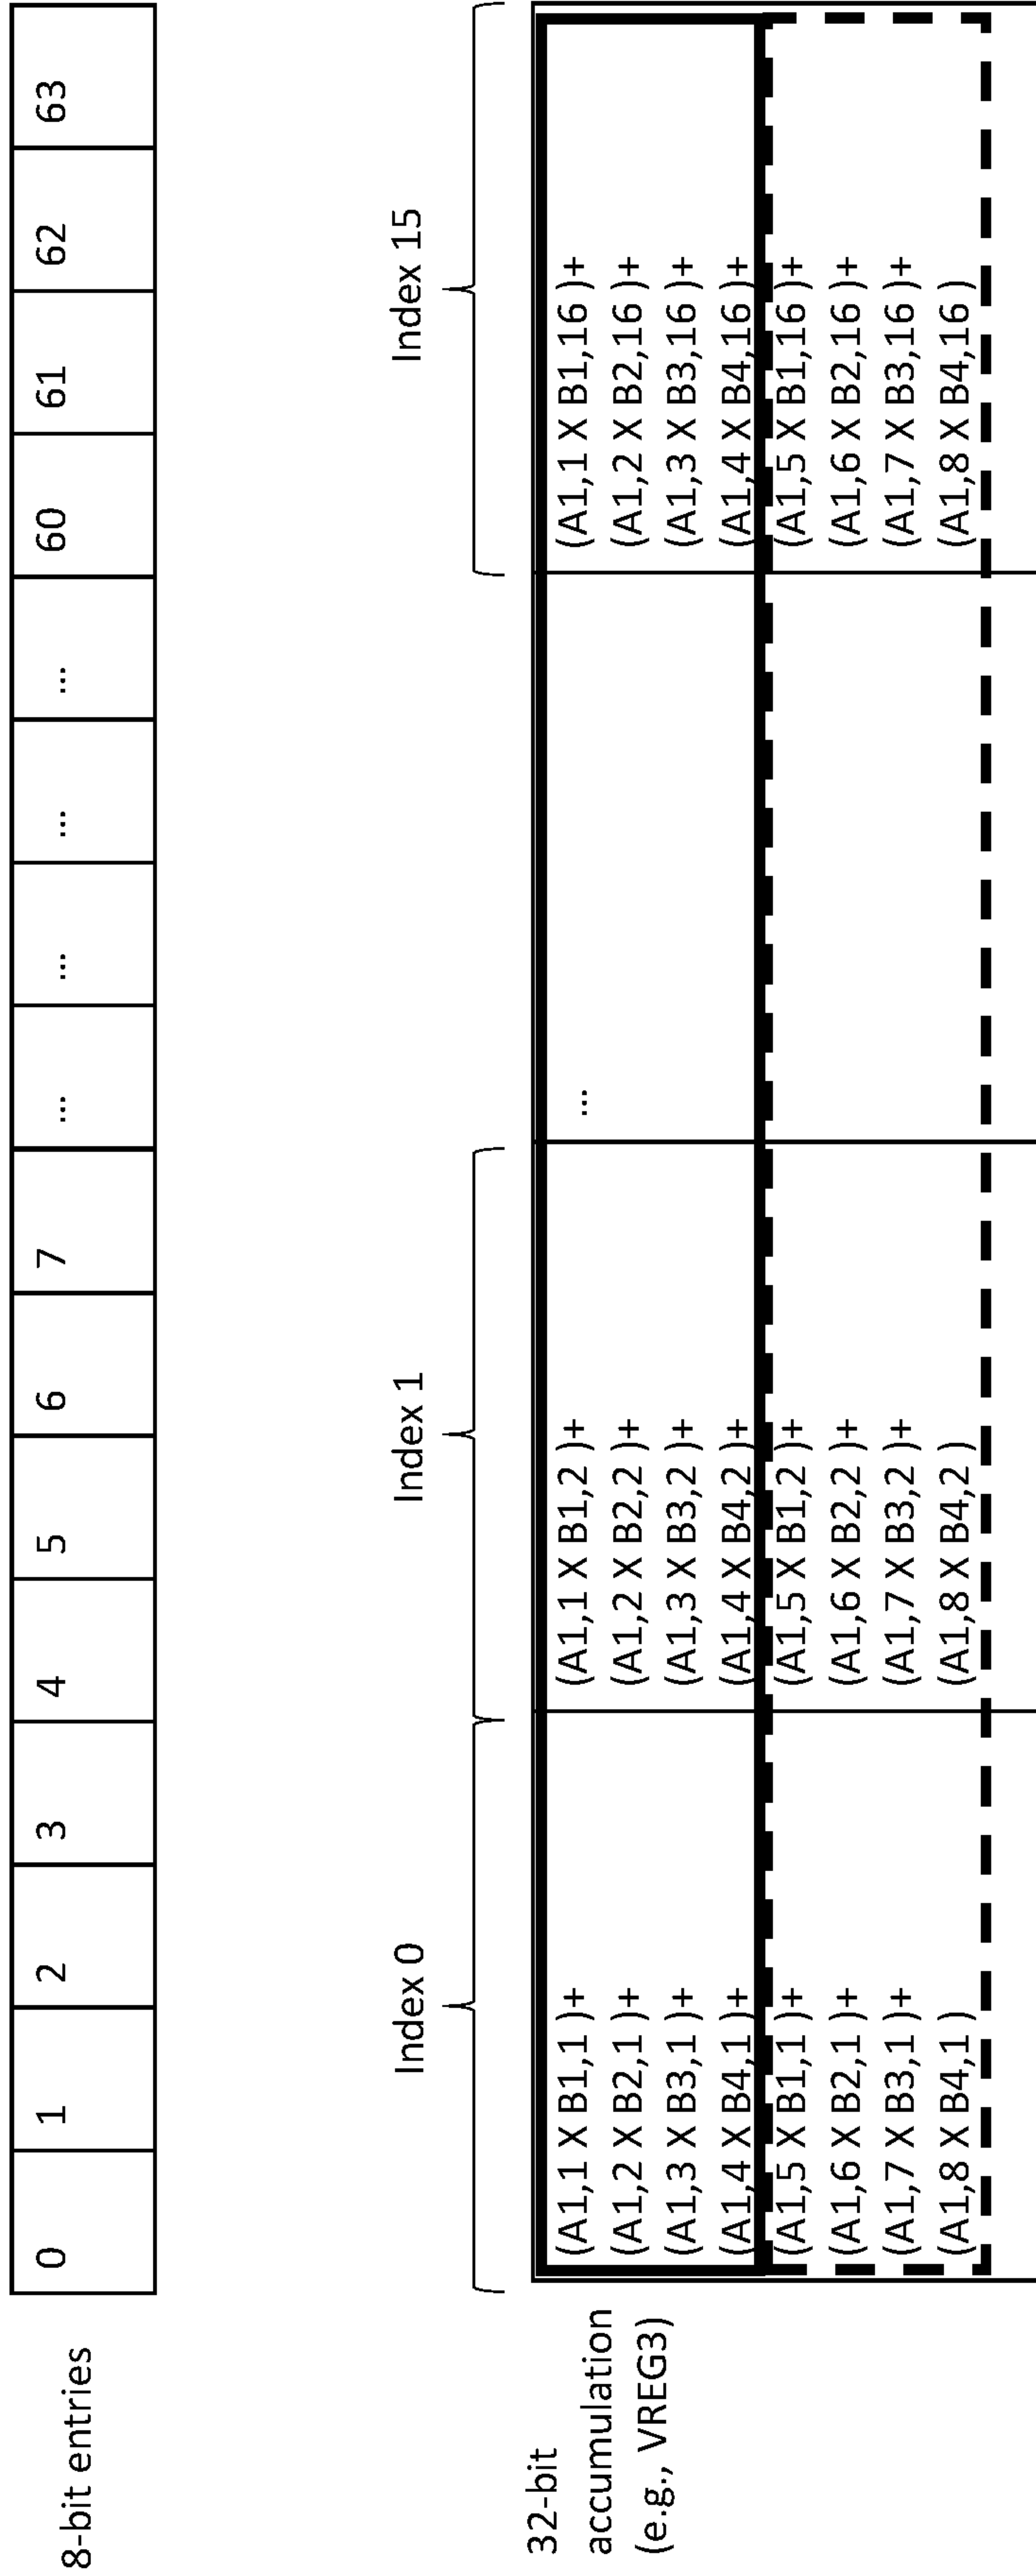 8-bit entries
0
1
2
3
4
5
6
7
...
...
...
...
60
61
62
63
Index 0
Index 1
Index 15
32-bit
accumulation
(e.g., VREG3)
(A1,1 X B1,1 )+
(A1,2 X B2,1)+
(A1,3 X B3,1 )+
(A1,4 X B4,1)+
(A1,5 X B1,1 )+
(A1,6 X B2,1)+
(A1,7 X B3,1 )+
(A1,8 X B4,1 )
(A1,1 X B1,2 )+
(A1,2 X B2,2)+
(A1,3 X B3,2 )+
(A1,4 X B4,2)+
(A1,5 X B1,2 )+
(A1,6 X B2,2)+
(A1,7 X B3,2)+
(A1,8 X B4,2 )
...
(A1,1 X B1,16 )+
(A1,2 X B2,16)+
(A1,3 X B3,16 )+
(A1,4 X B4,16 )+
(A1,5 X B1,16 )+
(A1,6 X B2,16 )+
(A1,7 X B3,16 )+
(A1,8 X B4,16 )